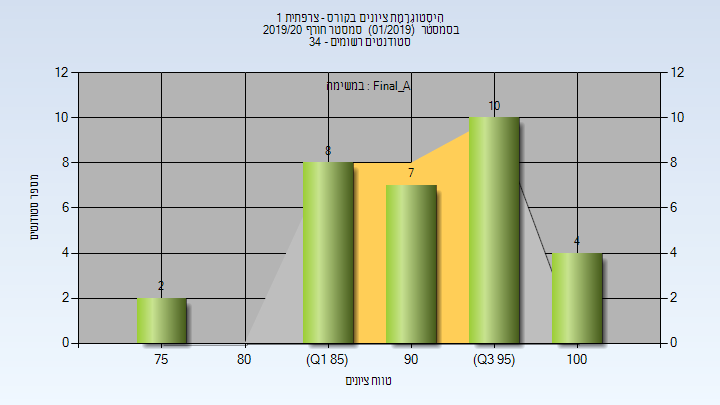 היסטוגרמת ציונים בקורס - צרפתית 1
בסמסטר (01/2019) סמסטר חורף 2019/20
סטודנטים רשומים - 34
במשימה : Final_A
מספר סטודנטים
12 12
10 10
8 8
6 6
4 4
2 2
0 0
2 8 7 10 4
75 80 (Q1 85) 90 (Q3 95) 100
טווח ציונים